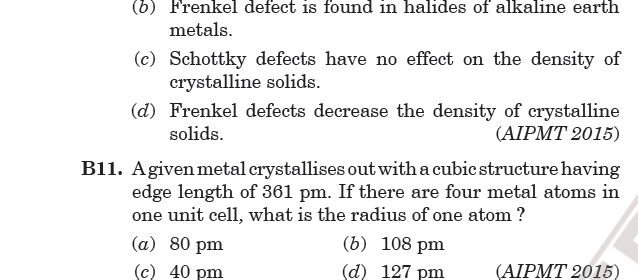 (b) Frenkel defect is found in halides of alkaline earth
metals.
(c) Schottky defects have no effect on the density of
crystalline solids.
(d) Frenkel defects decrease the density of crystalline
solids. (AIPMT 2015)
B11. A given metal crystallises out with a cubic structure having
edge length of 361 pm. If there are four metal atoms in
one unit cell, what is the radius of one atom ?
(a) 80 pm (b) 108 pm
(c) 40 pm (d) 127 pm (AIPMT 2015)